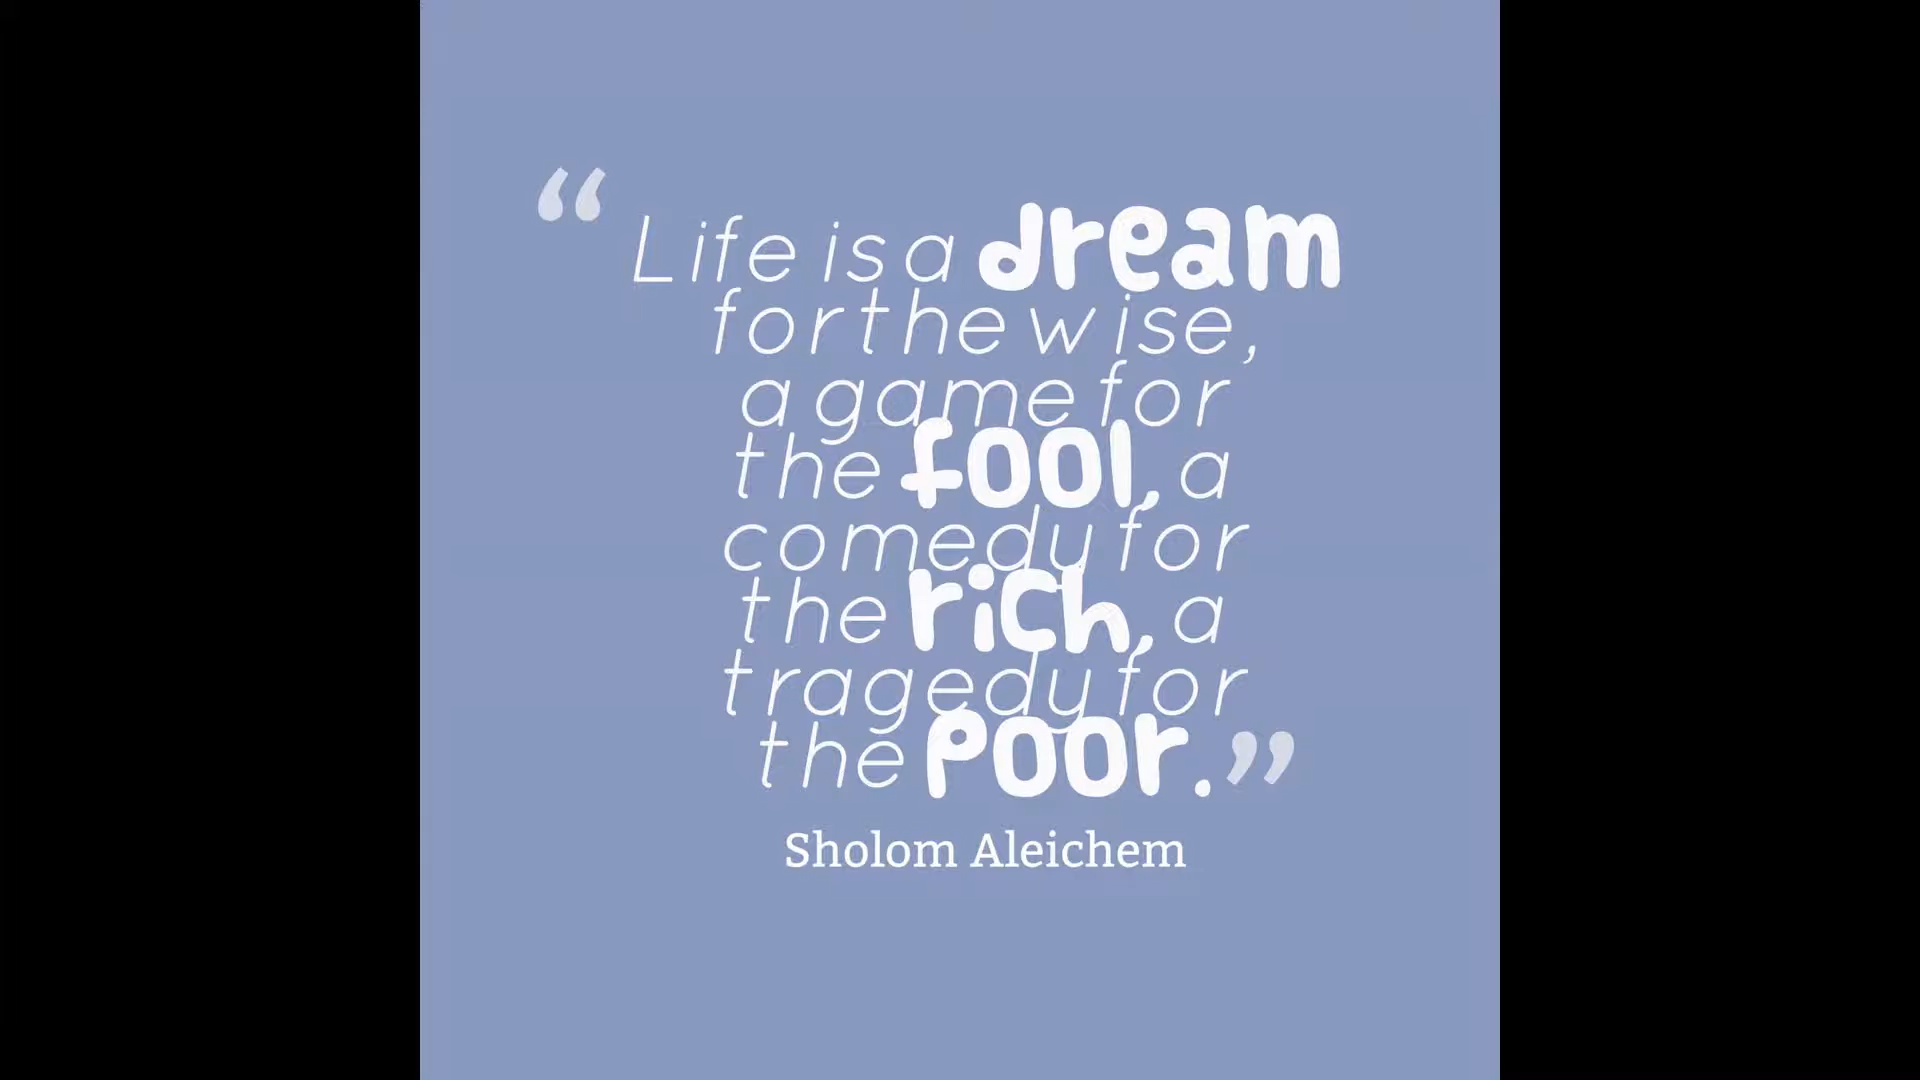 “Life is a dream
for the wise,
a game for
the fool, a
comedy for
the rich, a
tragedy for
the poor.”
Sholom Aleichem